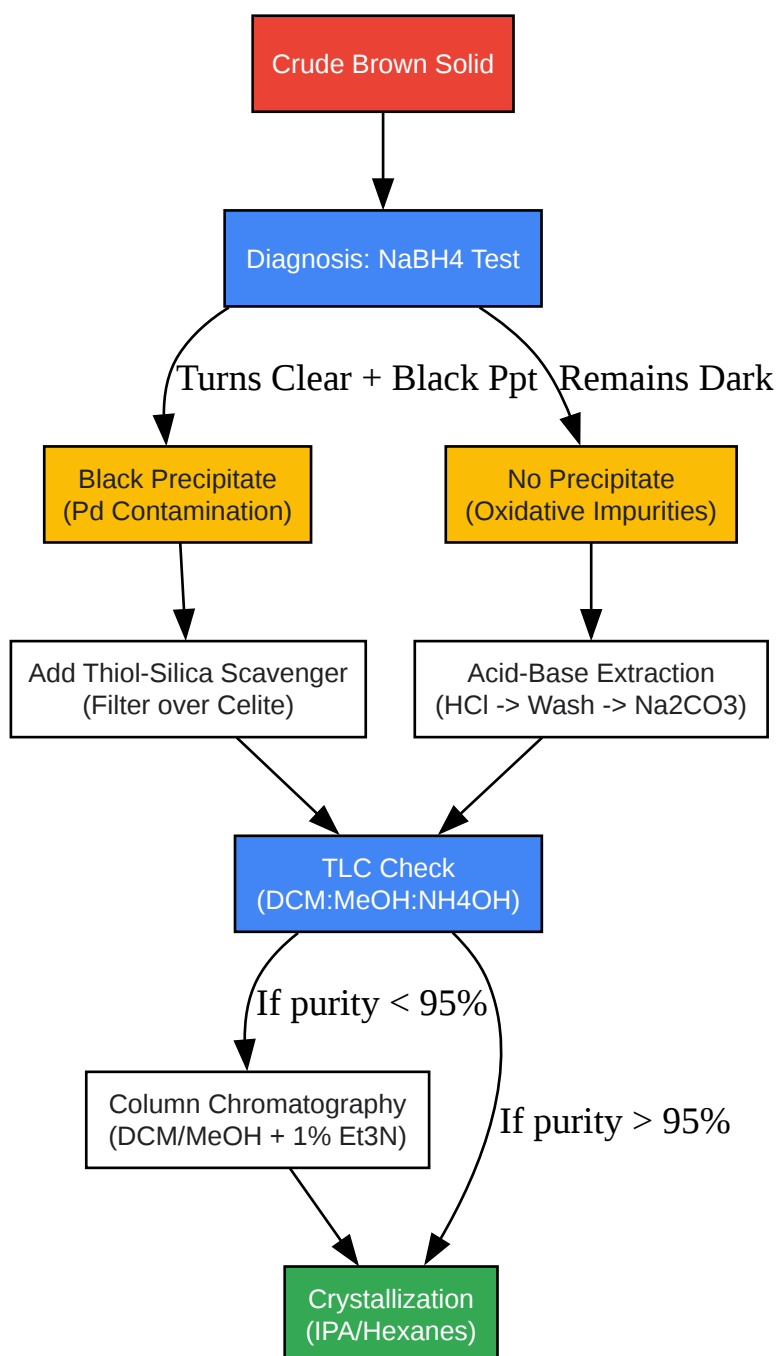 Crude Brown Solid
Diagnosis: NaBH4 Test
Turns Clear + Black Ppt
Remains Dark
Black Precipitate
(Pd Contamination)
No Precipitate
(Oxidative Impurities)
Add Thiol-Silica Scavenger
(Filter over Celite)
Acid-Base Extraction
(HCl -> Wash -> Na2CO3)
TLC Check
(DCM:MeOH:NH4OH)
If purity < 95%
Column Chromatography
(DCM/MeOH + 1% Et3N)
If purity > 95%
Crystallization
(IPA/Hexanes)